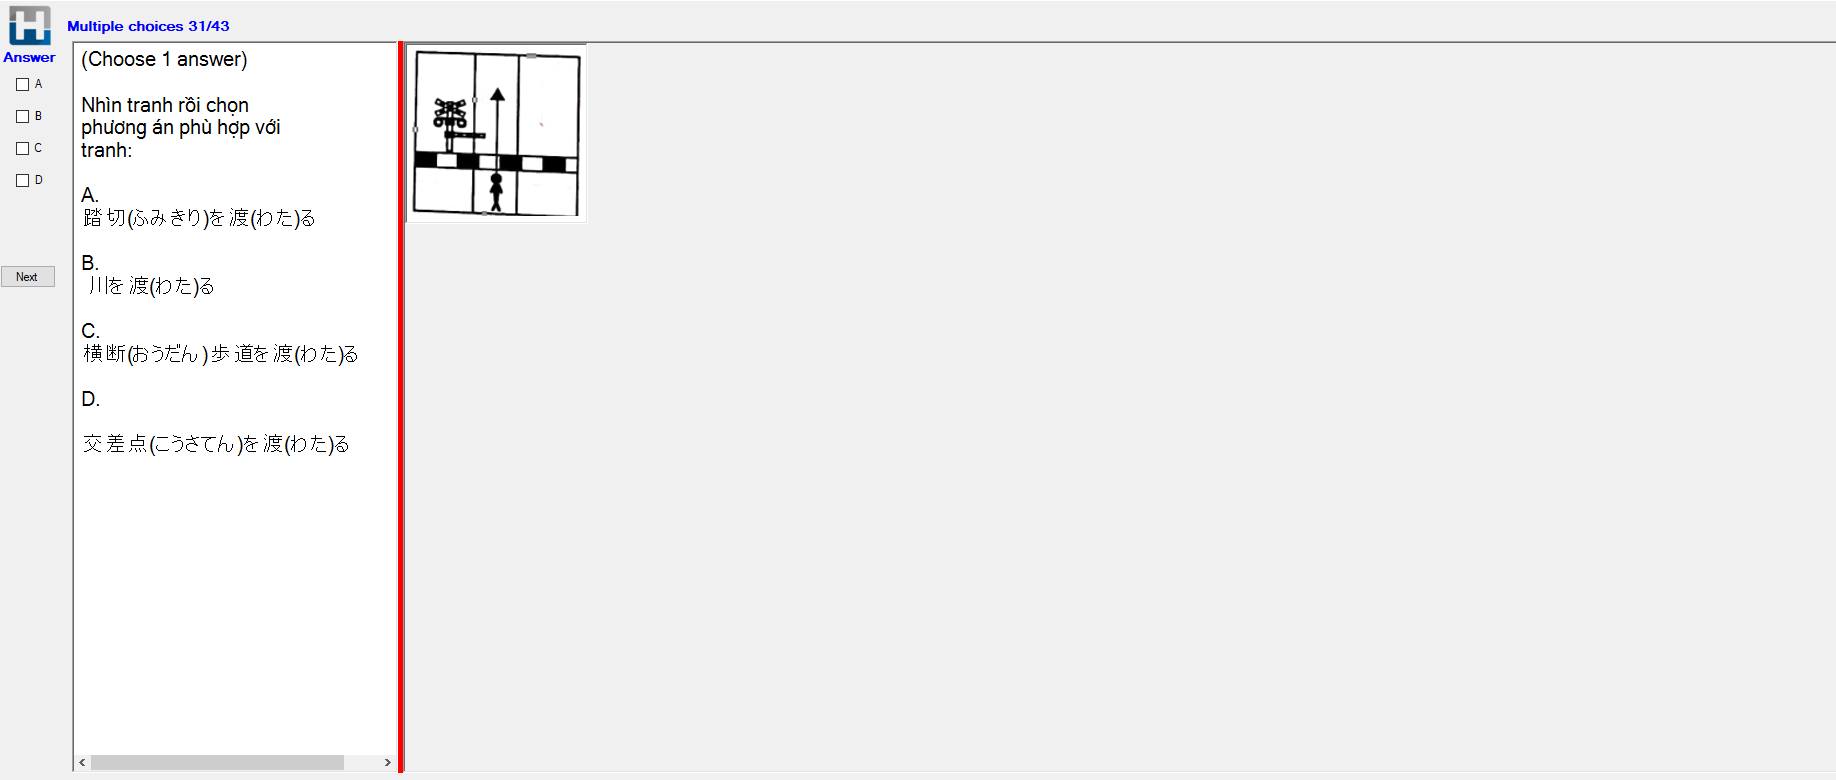 Multiple choices 31/43
Answer
A
B
C
D
Next
(Choose 1 answer)
Nhìn tranh rồi chọn
phương án phù hợp với
tranh:
A.
踏切(ふみきり)を渡(わた)る
B.
川を渡(わた)る
C.
横断(おうだん)歩道を渡(わた)る
D.
交差点(こうさてん)を渡(わた)る